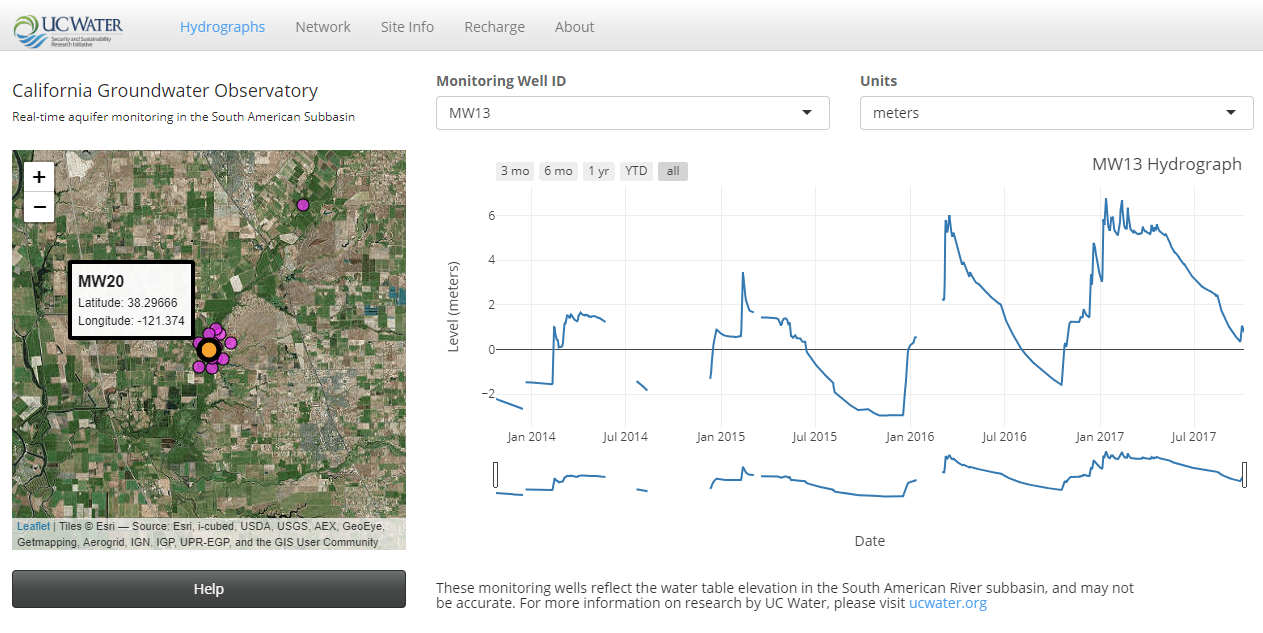 UC WATER
Security and Sustainability
Research Initiative
Hydrographs
Network
Site Info
Recharge
About
California Groundwater Observatory
Real-time aquifer monitoring in the South American Subbasin
+
−
MW20
Latitude: 38.29666
Longitude: -121.374
Leaflet | Tiles © Esri — Source: Esri, i-cubed, USDA, USGS, AEX, GeoEye,
Getmapping, Aerogrid, IGN, IGP, UPR-EGP, and the GIS User Community
Help
Monitoring Well ID
MW13
Units
meters
3 mo
6 mo
1 yr
YTD
all
MW13 Hydrograph
Level (meters)
6
4
2
0
−2
Jan 2014
Jul 2014
Jan 2015
Jul 2015
Jan 2016
Jul 2016
Jan 2017
Jul 2017
Date
These monitoring wells reflect the water table elevation in the South American River subbasin, and may not
be accurate. For more information on research by UC Water, please visit ucwater.org